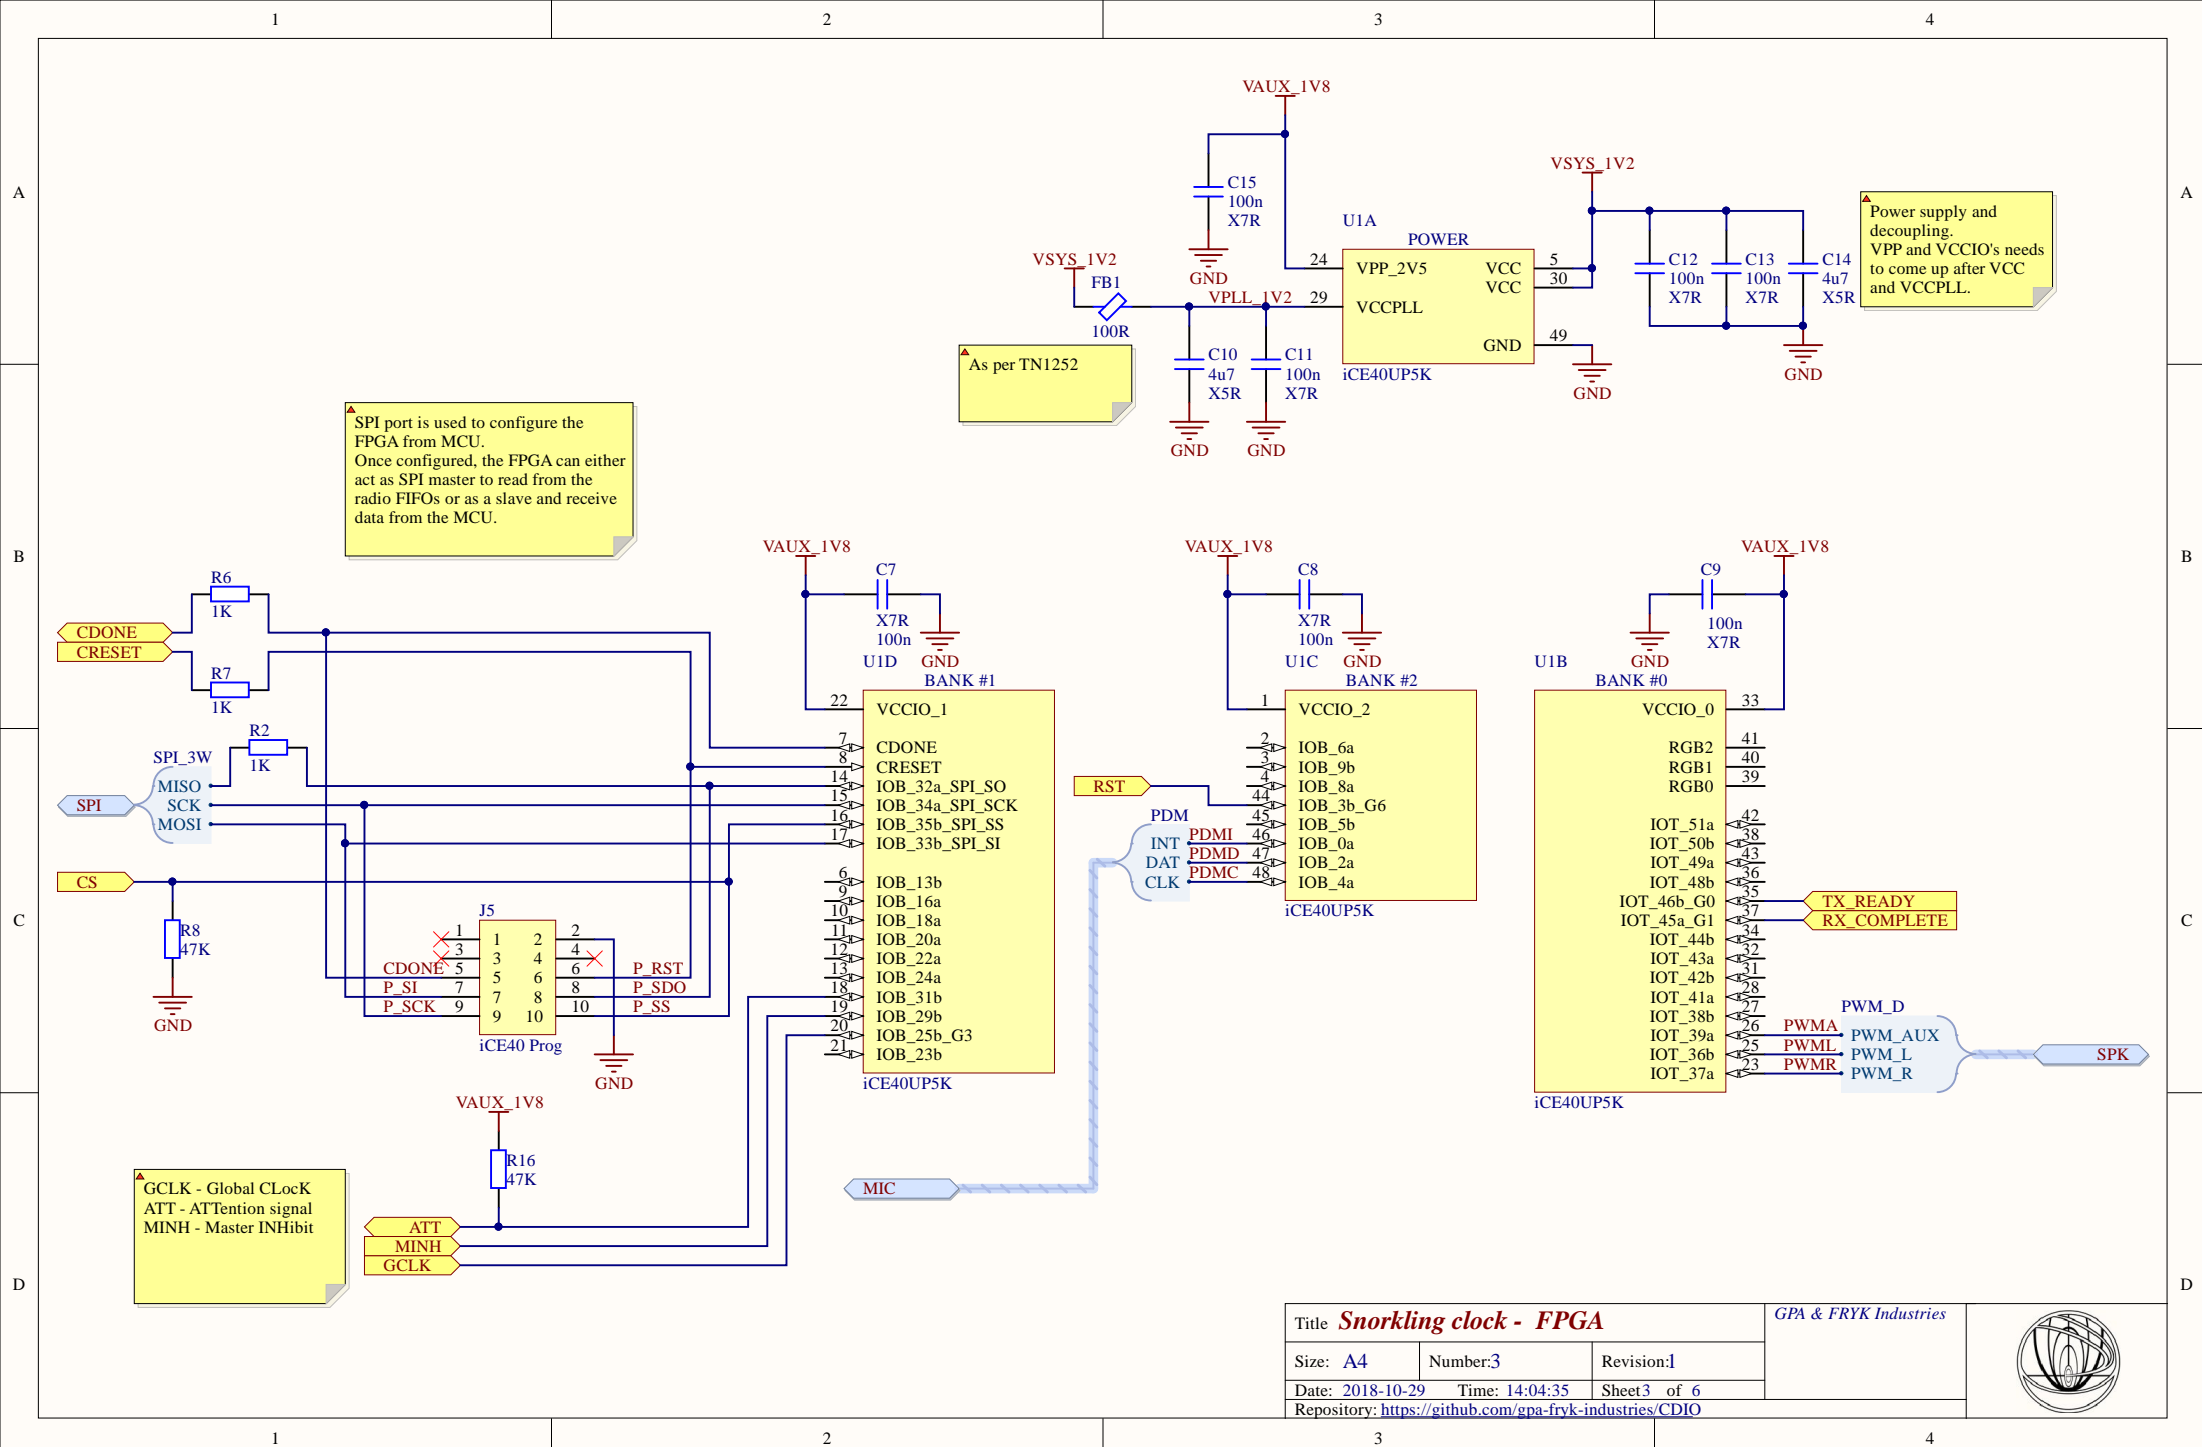 1
2
3
4
A
A
B
B
C
C
D
D
1
2
3
4
VAUX_1V8
C15
100n
X7R
GND
VSYS_1V2
FB1
100R
VPLL_1V2
C10
4u7
X5R
GND
C11
100n
X7R
GND
As per TN1252
U1A
POWER
24
VPP_2V5
29
VCCPLL
VCC
5
VCC
30
GND
49
iCE40UP5K
GND
VSYS_1V2
C12
100n
X7R
C13
100n
X7R
C14
4u7
X5R
GND
Power supply and
decoupling.
VPP and VCCIO's needs
to come up after VCC
and VCCPLL.
SPI port is used to configure the
FPGA from MCU.
Once configured, the FPGA can either
act as SPI master to read from the
radio FIFOs or as a slave and receive
data from the MCU.
R6
1K
CDONE
CRESET
R7
1K
R2
1K
SPI_3W
MISO
SPI
SCK
MOSI
CS
R8
47K
GND
J5
1 1 2 2
3 3 4 4
CDONE 5 5 6 6 P_RST
P_SI 7 7 8 8 P_SDO
P_SCK 9 9 10 10 P_SS
iCE40 Prog
GND
VAUX_1V8
C7
X7R
100n
GND
U1D
BANK #1
22 VCCIO_1
7 CDONE
8 CRESET
14 IOB_32a_SPI_SO
15 IOB_34a_SPI_SCK
16 IOB_35b_SPI_SS
17 IOB_33b_SPI_SI
6 IOB_13b
9 IOB_16a
10 IOB_18a
11 IOB_20a
12 IOB_22a
13 IOB_24a
18 IOB_31b
19 IOB_29b
20 IOB_25b_G3
21 IOB_23b
iCE40UP5K
VAUX_1V8
C8
X7R
100n
GND
U1C
BANK #2
1 VCCIO_2
2 IOB_6a
3 IOB_9b
4 IOB_8a
RST
44 IOB_3b_G6
45 IOB_5b
PDM
INT PDMI 46 IOB_0a
DAT PDMD 47 IOB_2a
CLK PDMC 48 IOB_4a
iCE40UP5K
MIC
VAUX_1V8
C9
100n
X7R
GND
U1B
BANK #0
VCCIO_0 33
RGB2 41
RGB1 40
RGB0 39
IOT_51a 42
IOT_50b 38
IOT_49a 43
IOT_48b 36
IOT_46b_G0 35 TX_READY
IOT_45a_G1 37 RX_COMPLETE
IOT_44b 34
IOT_43a 32
IOT_42b 31
IOT_41a 28
IOT_38b 27
IOT_39a 26 PWMA PWM_AUX
IOT_36b 25 PWML PWM_L
IOT_37a 23 PWMR PWM_R
PWM_D
SPK
iCE40UP5K
VAUX_1V8
R16
47K
ATT
MINH
GCLK
GCLK - Global CLocK
ATT - ATTention signal
MINH - Master INHibit
Title Snorkling clock - FPGA
GPA & FRYK Industries
Size: A4 Number:3 Revision:1
Date: 2018-10-29 Time: 14:04:35 Sheet3 of 6
Repository: https://github.com/gpa-fryk-industries/CDIO